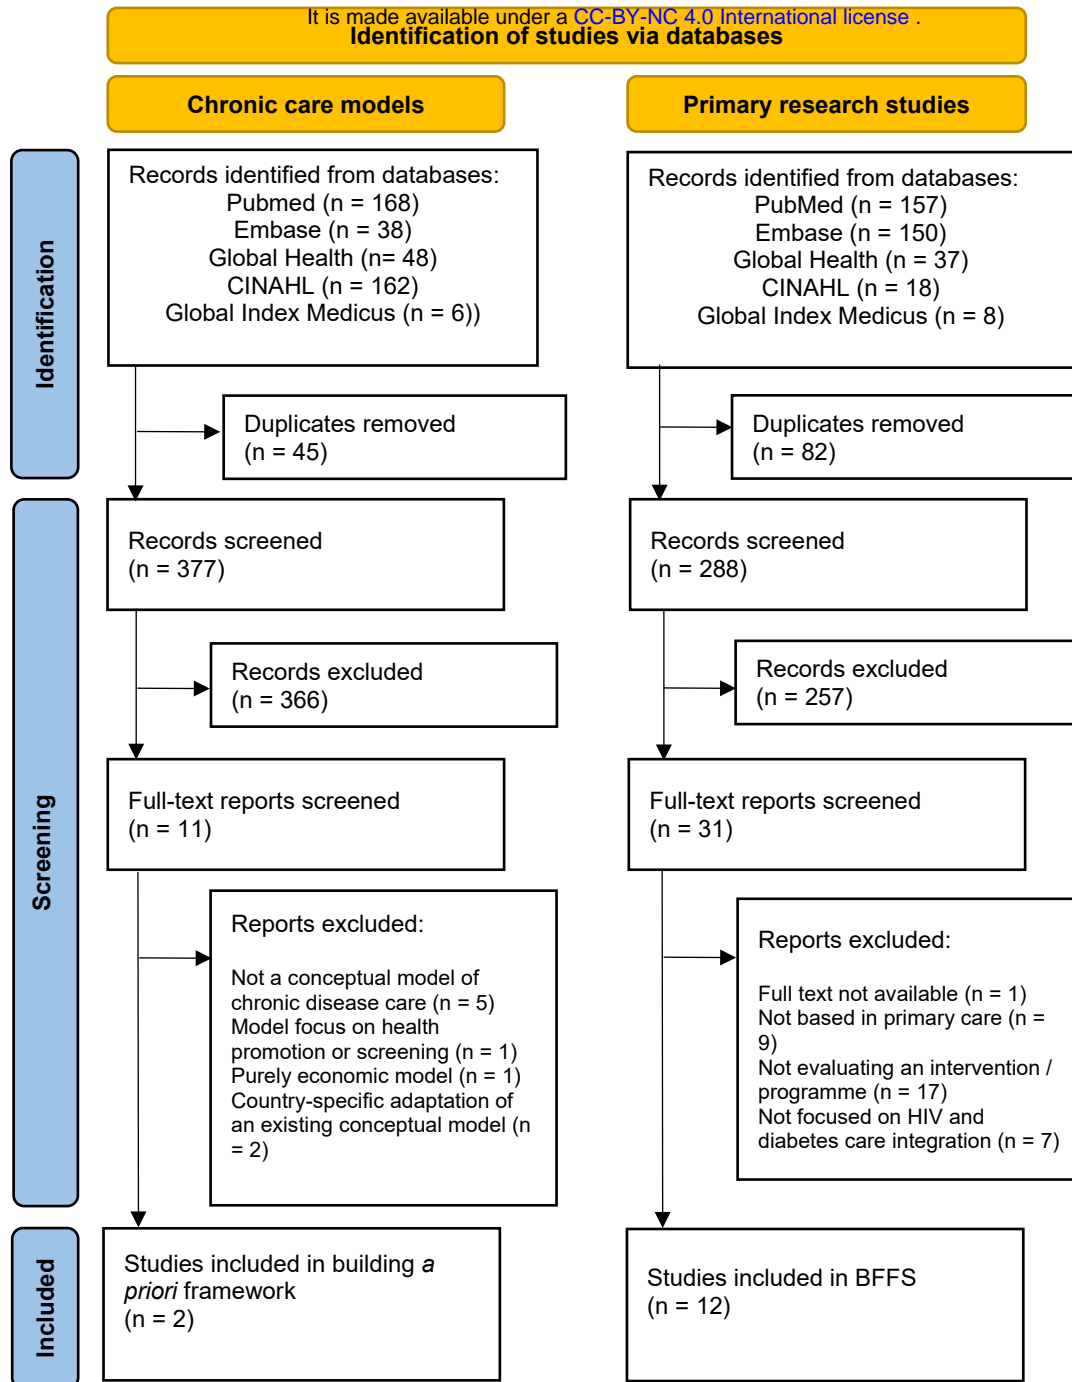 It is made available under a CC-BY-NC 4.0 International license .
Identification of studies via databases
Chronic care models
Primary research studies
Identification
Records identified from databases:
Pubmed (n = 168)
Embase (n = 38)
Global Health (n= 48)
CINAHL (n = 162)
Global Index Medicus (n = 6))
Records identified from databases:
PubMed (n = 157)
Embase (n = 150)
Global Health (n = 37)
CINAHL (n = 18)
Global Index Medicus (n = 8)
Duplicates removed
(n = 45)
Duplicates removed
(n = 82)
Screening
Records screened
(n = 377)
Records screened
(n = 288)
Records excluded
(n = 366)
Records excluded
(n = 257)
Full-text reports screened
(n = 11)
Full-text reports screened
(n = 31)
Reports excluded:
Not a conceptual model of
chronic disease care (n = 5)
Model focus on health
promotion or screening (n = 1)
Purely economic model (n = 1)
Country-specific adaptation of
an existing conceptual model (n
= 2)
Reports excluded:
Full text not available (n = 1)
Not based in primary care (n =
9)
Not evaluating an intervention /
programme (n = 17)
Not focused on HIV and
diabetes care integration (n = 7)
Included
Studies included in building a
priori framework
(n = 2)
Studies included in BFFS
(n = 12)